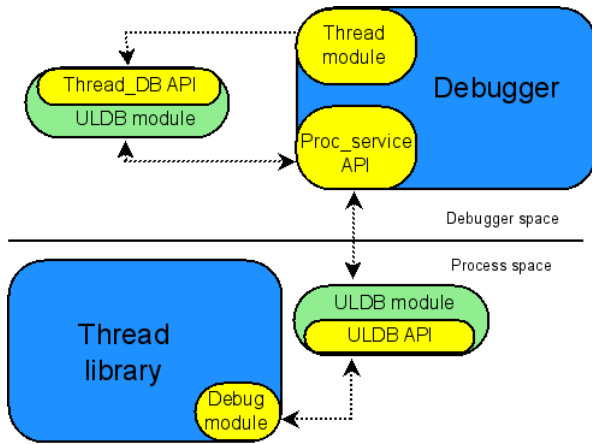 Thread
module
Thread_DB API
ULDB module
Debugger
Proc_service
API
Debugger space
Process space
ULDB module
ULDB API
Thread
library
Debug
module